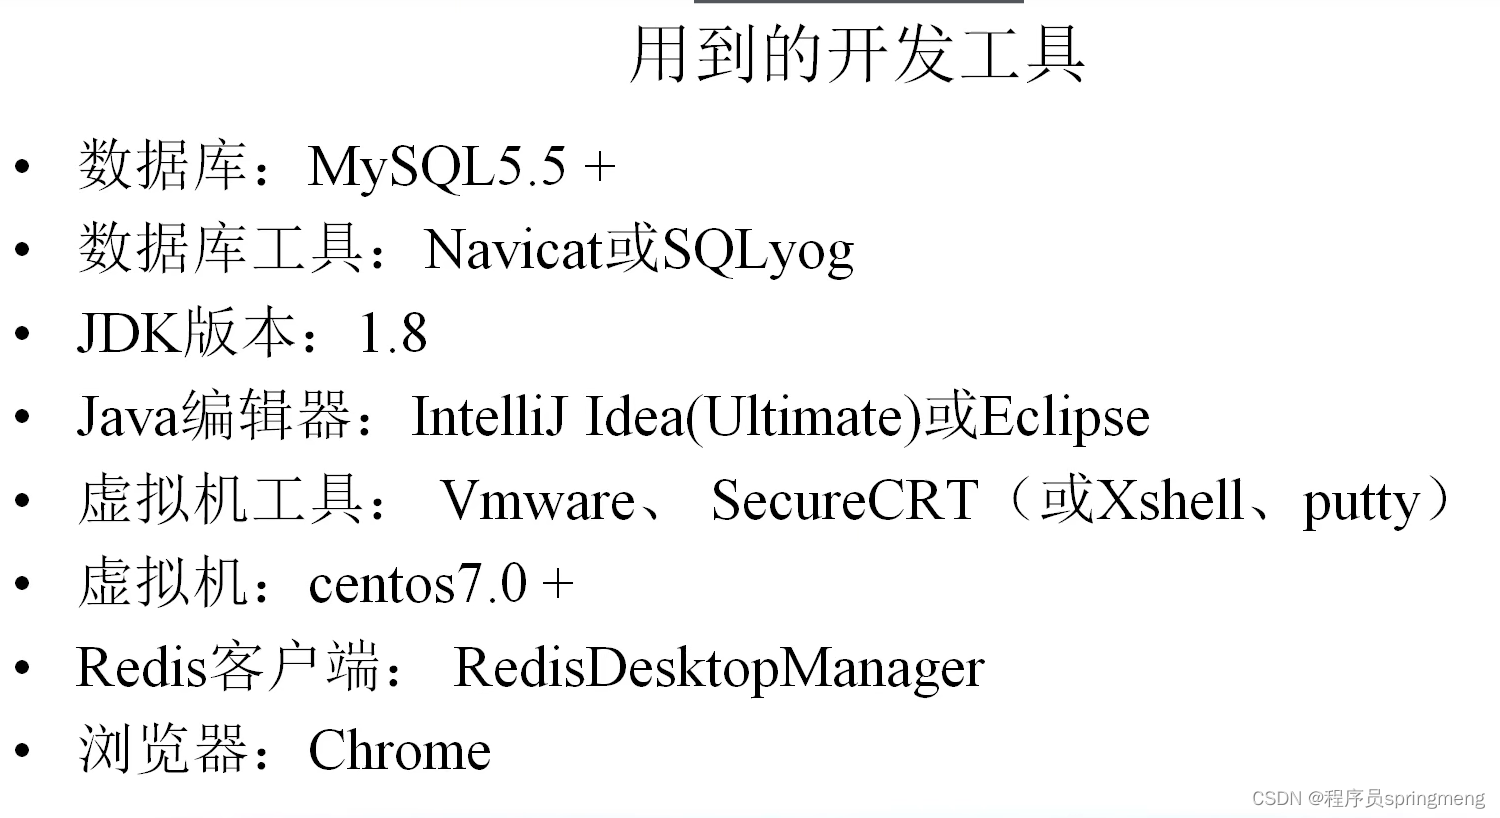 用到的开发工具
• 数据库：MySQL5.5 +
• 数据库工具：Navicat或SQLyog
• JDK版本：1.8
• Java编辑器：IntelliJ Idea(Ultimate)或Eclipse
• 虚拟机工具： Vmware、 SecureCRT（或Xshell、putty）
• 虚拟机：centos7.0 +
• Redis客户端： RedisDesktopManager
• 浏览器：Chrome
CSDN @程序员springmeng